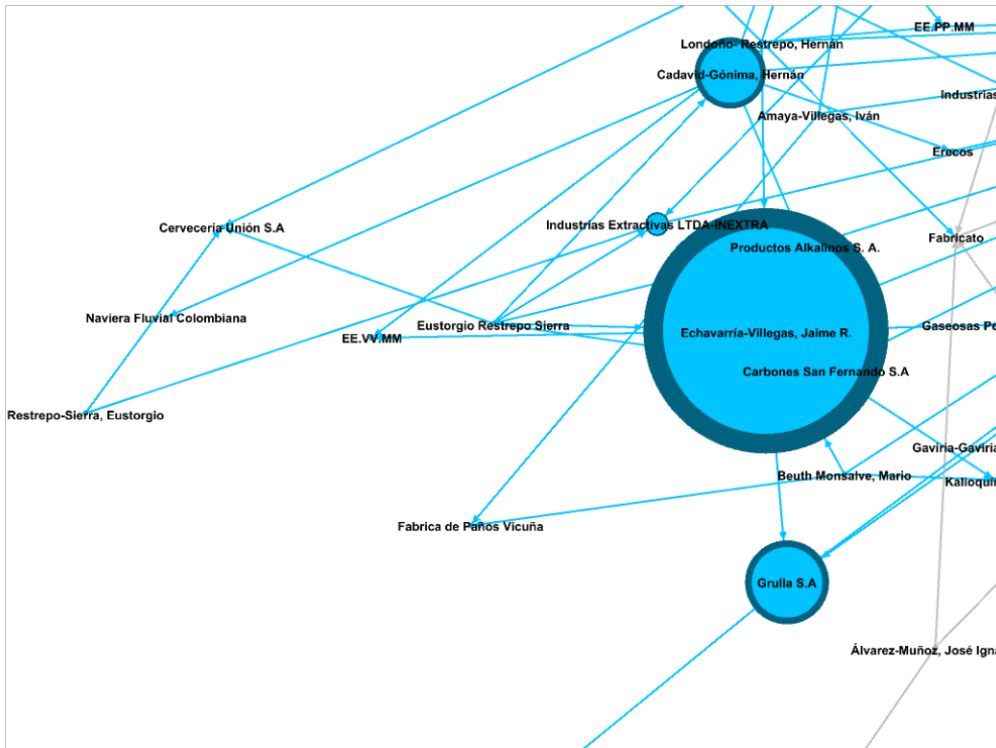 EE.PP.MM
Londoño- Restrepo, Hernán
Cadavid-Gónima, Hernán
Industrias
Amaya-Villegas, Iván
Erecos
Cervecería Unión S.A
Industrias Extractivas LTDA-INEXTRA
Fabricato
Productos Alkalinos S. A.
Naviera Fluvial Colombiana
Eustorgio Restrepo Sierra
Gaseosas Po
EE.VV.MM
Echavarría-Villegas, Jaime R.
Carbones San Fernando S.A
Restrepo-Sierra, Eustorgio
Gaviria-Gaviria
Beuth Monsalve, Mario
Kalioquin
Fabrica de Paños Vicuña
Grulla S.A
Álvarez-Muñoz, José Igna